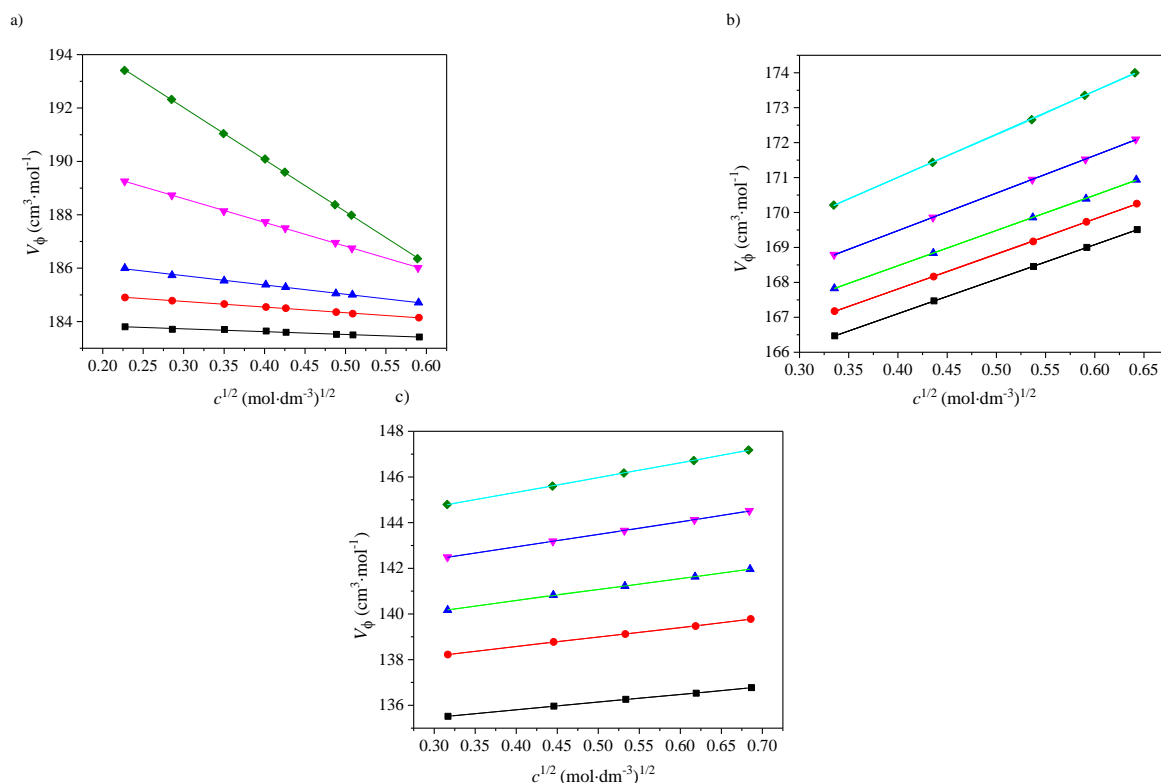 a)
194
192
190
188
186
184
V_ϕ (cm³·mol⁻¹)
0.20 0.25 0.30 0.35 0.40 0.45 0.50 0.55 0.60
c^{1/2} (mol·dm⁻³)^{1/2}
b)
174
173
172
171
170
169
168
167
166
V_ϕ (cm³·mol⁻¹)
0.30 0.35 0.40 0.45 0.50 0.55 0.60 0.65
c^{1/2} (mol·dm⁻³)^{1/2}
c)
148
146
144
142
140
138
136
V_ϕ (cm³·mol⁻¹)
0.30 0.35 0.40 0.45 0.50 0.55 0.60 0.65 0.70
c^{1/2} (mol·dm⁻³)^{1/2}